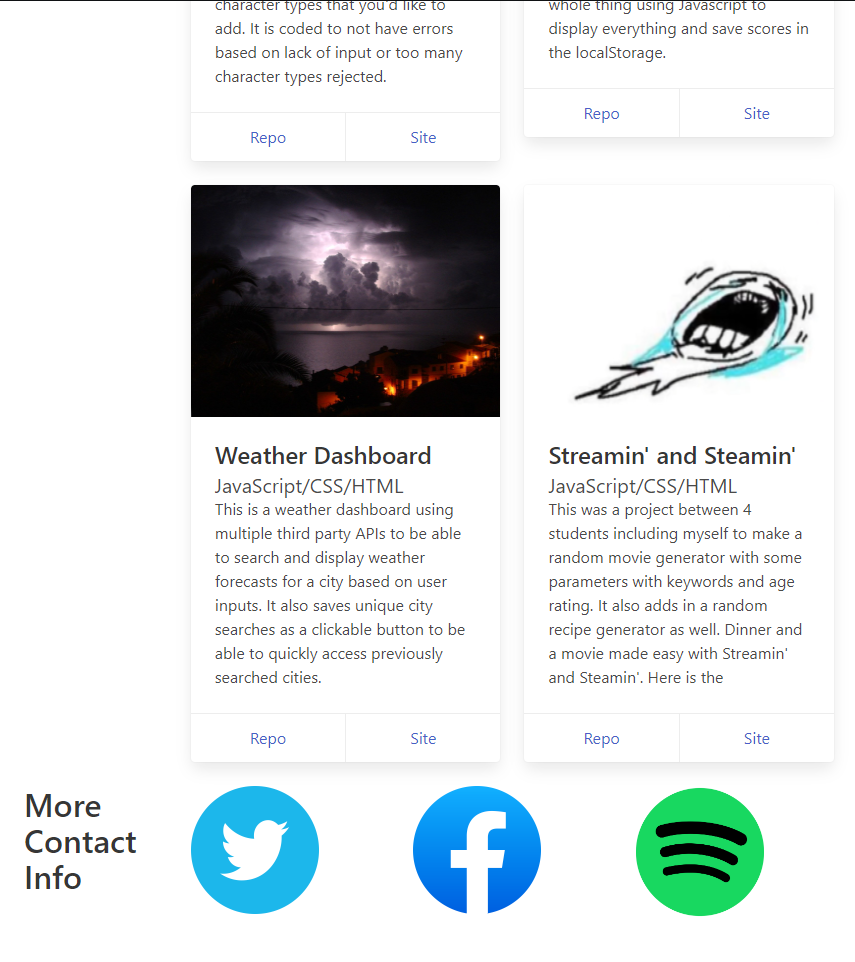 character types that you'd like to
add. It is coded to not have errors
based on lack of input or too many
character types rejected.
Repo
Site
whole thing using Javascript to
display everything and save scores in
the localStorage.
Repo
Site
Weather Dashboard
JavaScript/CSS/HTML
This is a weather dashboard using
multiple third party APIs to be able
to search and display weather
forecasts for a city based on user
inputs. It also saves unique city
searches as a clickable button to be
able to quickly access previously
searched cities.
Repo
Site
Streamin' and Steamin'
JavaScript/CSS/HTML
This was a project between 4
students including myself to make a
random movie generator with some
parameters with keywords and age
rating. It also adds in a random
recipe generator as well. Dinner and
a movie made easy with Streamin'
and Steamin'. Here is the
Repo
Site
More
Contact
Info